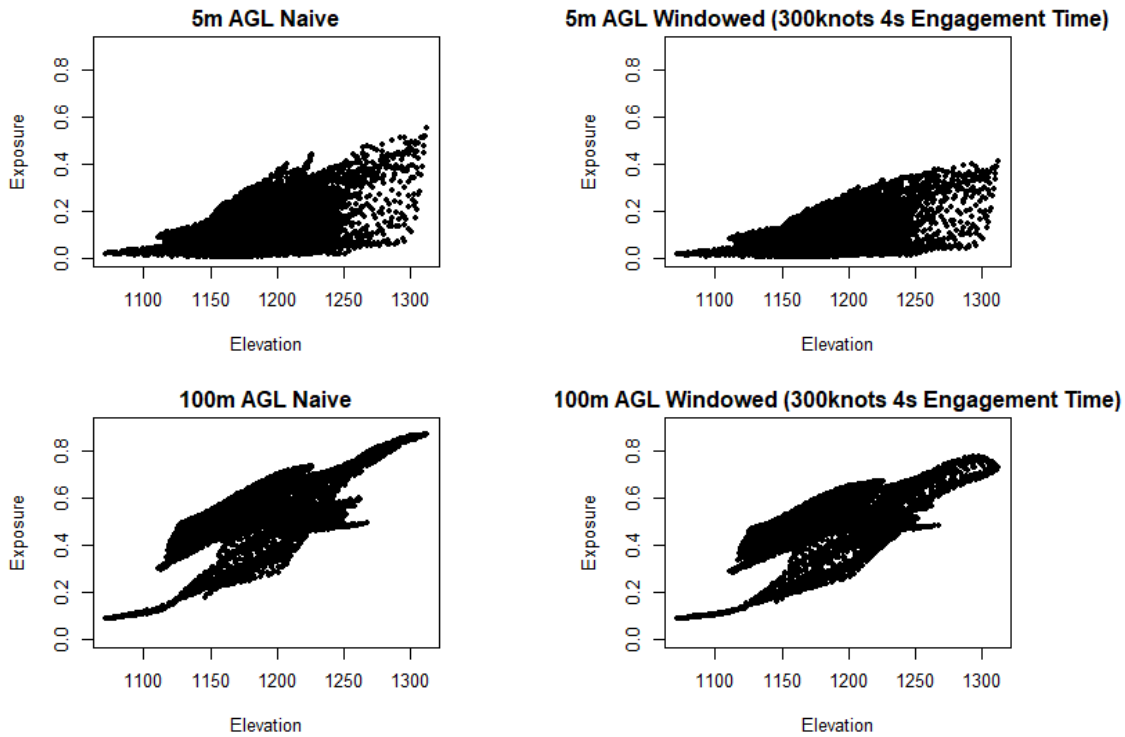 5m AGL Naive
0.8
0.6
0.4
0.2
0.0
Exposure
1100 1150 1200 1250 1300
Elevation
5m AGL Windowed (300knots 4s Engagement Time)
0.8
0.6
0.4
0.2
0.0
Exposure
1100 1150 1200 1250 1300
Elevation
100m AGL Naive
0.8
0.6
0.4
0.2
0.0
Exposure
1100 1150 1200 1250 1300
Elevation
100m AGL Windowed (300knots 4s Engagement Time)
0.8
0.6
0.4
0.2
0.0
Exposure
1100 1150 1200 1250 1300
Elevation